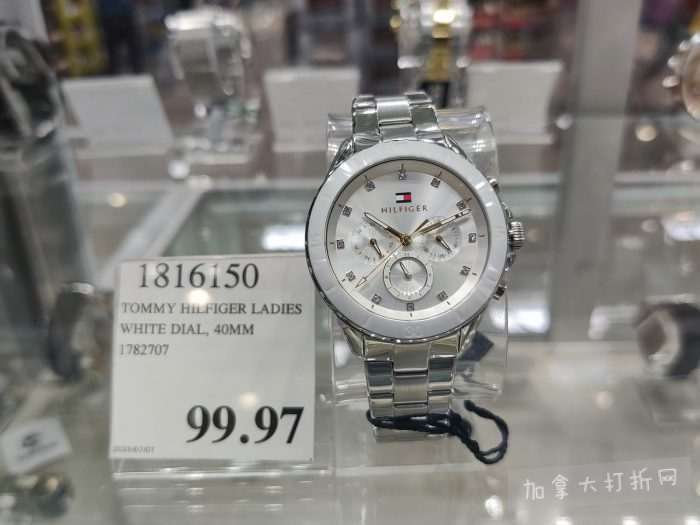 HILFIGER
1816150
TOMMY HILFIGER LADIES
WHITE DIAL, 40MM
1782707
99.97
加拿大打折网